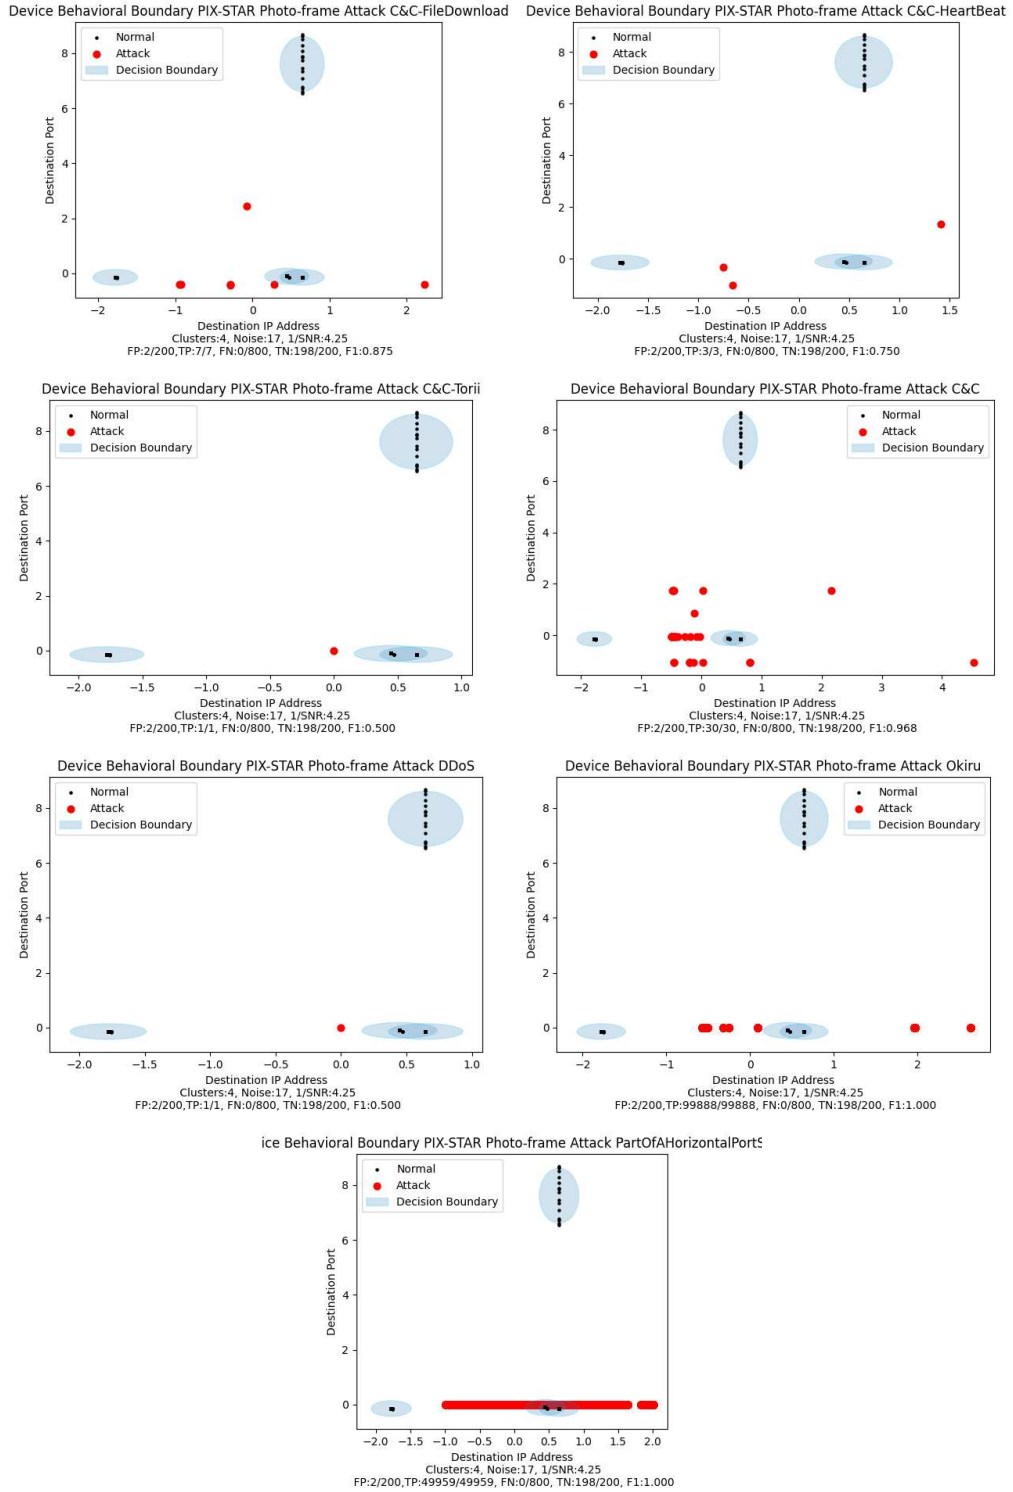 Device Behavioral Boundary PIX-STAR Photo-frame Attack C&C-FileDownload
Normal
Attack
Decision Boundary
Destination Port
8
6
4
2
0
−2 −1 0 1 2
Destination IP Address
Clusters:4, Noise:17, 1/SNR:4.25
FP:2/200,TP:7/7, FN:0/800, TN:198/200, F1:0.875
Device Behavioral Boundary PIX-STAR Photo-frame Attack C&C-HeartBeat
Normal
Attack
Decision Boundary
Destination Port
8
6
4
2
0
−2.0 −1.5 −1.0 −0.5 0.0 0.5 1.0 1.5
Destination IP Address
Clusters:4, Noise:17, 1/SNR:4.25
FP:2/200,TP:3/3, FN:0/800, TN:198/200, F1:0.750
Device Behavioral Boundary PIX-STAR Photo-frame Attack C&C-Torii
Normal
Attack
Decision Boundary
Destination Port
8
6
4
2
0
−2.0 −1.5 −1.0 −0.5 0.0 0.5 1.0
Destination IP Address
Clusters:4, Noise:17, 1/SNR:4.25
FP:2/200,TP:1/1, FN:0/800, TN:198/200, F1:0.500
Device Behavioral Boundary PIX-STAR Photo-frame Attack C&C
Normal
Attack
Decision Boundary
Destination Port
8
6
4
2
0
−2 −1 0 1 2 3 4
Destination IP Address
Clusters:4, Noise:17, 1/SNR:4.25
FP:2/200,TP:30/30, FN:0/800, TN:198/200, F1:0.968
Device Behavioral Boundary PIX-STAR Photo-frame Attack DDoS
Normal
Attack
Decision Boundary
Destination Port
8
6
4
2
0
−2.0 −1.5 −1.0 −0.5 0.0 0.5 1.0
Destination IP Address
Clusters:4, Noise:17, 1/SNR:4.25
FP:2/200,TP:1/1, FN:0/800, TN:198/200, F1:0.500
Device Behavioral Boundary PIX-STAR Photo-frame Attack Okiru
Normal
Attack
Decision Boundary
Destination Port
8
6
4
2
0
−2 −1 0 1 2
Destination IP Address
Clusters:4, Noise:17, 1/SNR:4.25
FP:2/200,TP:99888/99888, FN:0/800, TN:198/200, F1:1.000
ice Behavioral Boundary PIX-STAR Photo-frame Attack PartOfAHorizontalPortS
Normal
Attack
Decision Boundary
Destination Port
8
6
4
2
0
−2.0 −1.5 −1.0 −0.5 0.0 0.5 1.0 1.5 2.0
Destination IP Address
Clusters:4, Noise:17, 1/SNR:4.25
FP:2/200,TP:49959/49959, FN:0/800, TN:198/200, F1:1.000